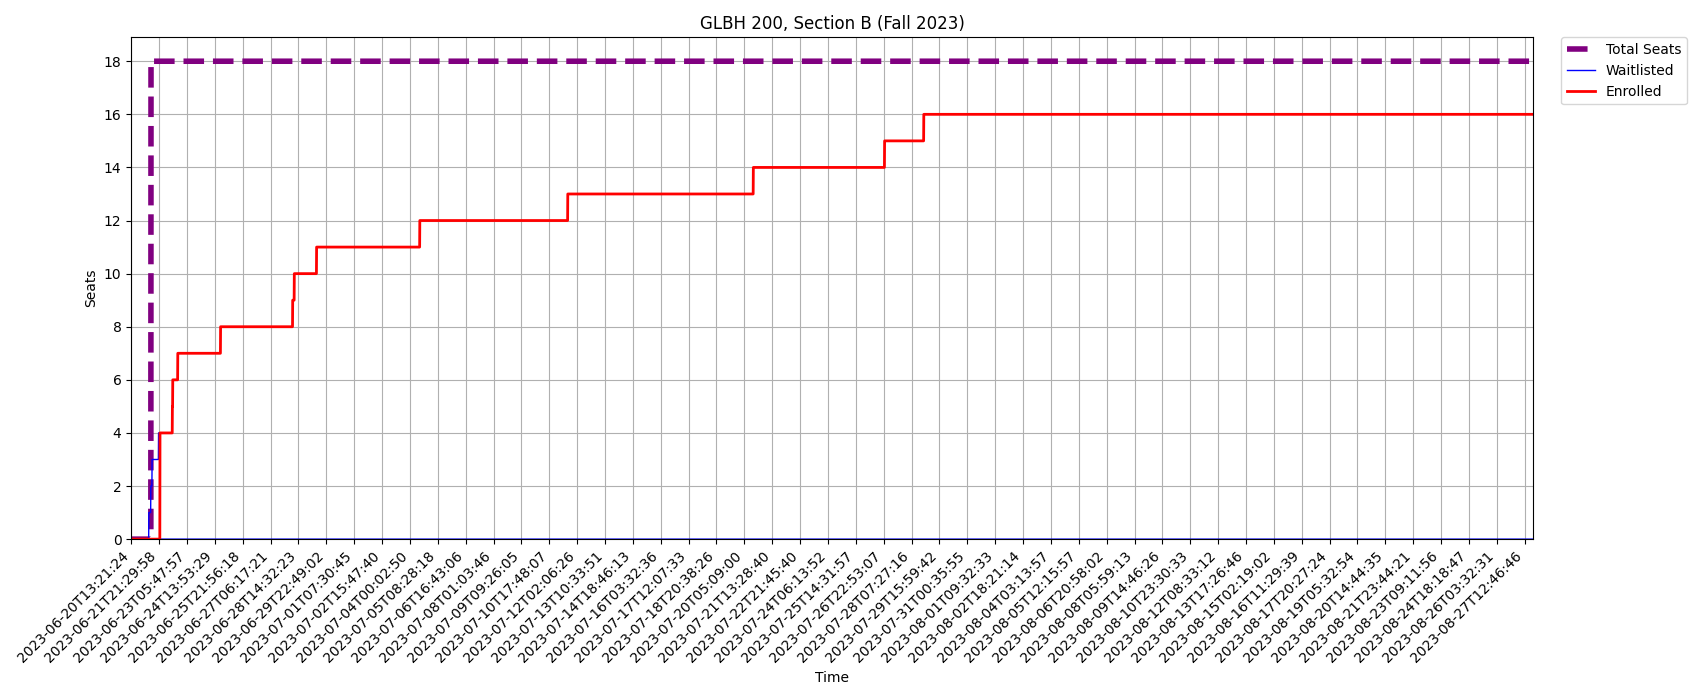 GLBH 200, Section B (Fall 2023)
Total Seats
Waitlisted
Enrolled
18
16
14
12
10
8
6
4
2
0
Seats
2023-06-20T13:21:24
2023-06-21T21:29:58
2023-06-23T05:47:57
2023-06-24T13:53:29
2023-06-25T21:56:18
2023-06-27T06:17:21
2023-06-28T14:32:23
2023-06-29T22:49:02
2023-07-01T07:30:45
2023-07-02T15:47:40
2023-07-04T00:02:50
2023-07-05T08:28:18
2023-07-06T16:43:06
2023-07-08T01:03:46
2023-07-09T09:26:05
2023-07-10T17:48:07
2023-07-12T02:06:26
2023-07-13T10:33:51
2023-07-14T18:46:13
2023-07-16T03:32:36
2023-07-17T12:07:33
2023-07-18T20:38:26
2023-07-20T05:09:00
2023-07-21T13:28:40
2023-07-22T21:45:40
2023-07-24T06:13:52
2023-07-25T14:31:57
2023-07-26T22:53:07
2023-07-28T07:27:16
2023-07-29T15:59:42
2023-07-31T00:35:55
2023-08-01T09:32:33
2023-08-02T18:21:14
2023-08-04T03:13:57
2023-08-05T12:15:57
2023-08-06T20:58:02
2023-08-08T05:59:13
2023-08-09T14:46:26
2023-08-10T23:30:33
2023-08-12T08:33:12
2023-08-13T17:26:46
2023-08-15T02:19:02
2023-08-16T11:29:39
2023-08-17T20:27:24
2023-08-19T05:32:54
2023-08-20T14:44:35
2023-08-21T23:44:21
2023-08-23T09:11:56
2023-08-24T18:18:47
2023-08-26T03:32:31
2023-08-27T12:46:46
Time